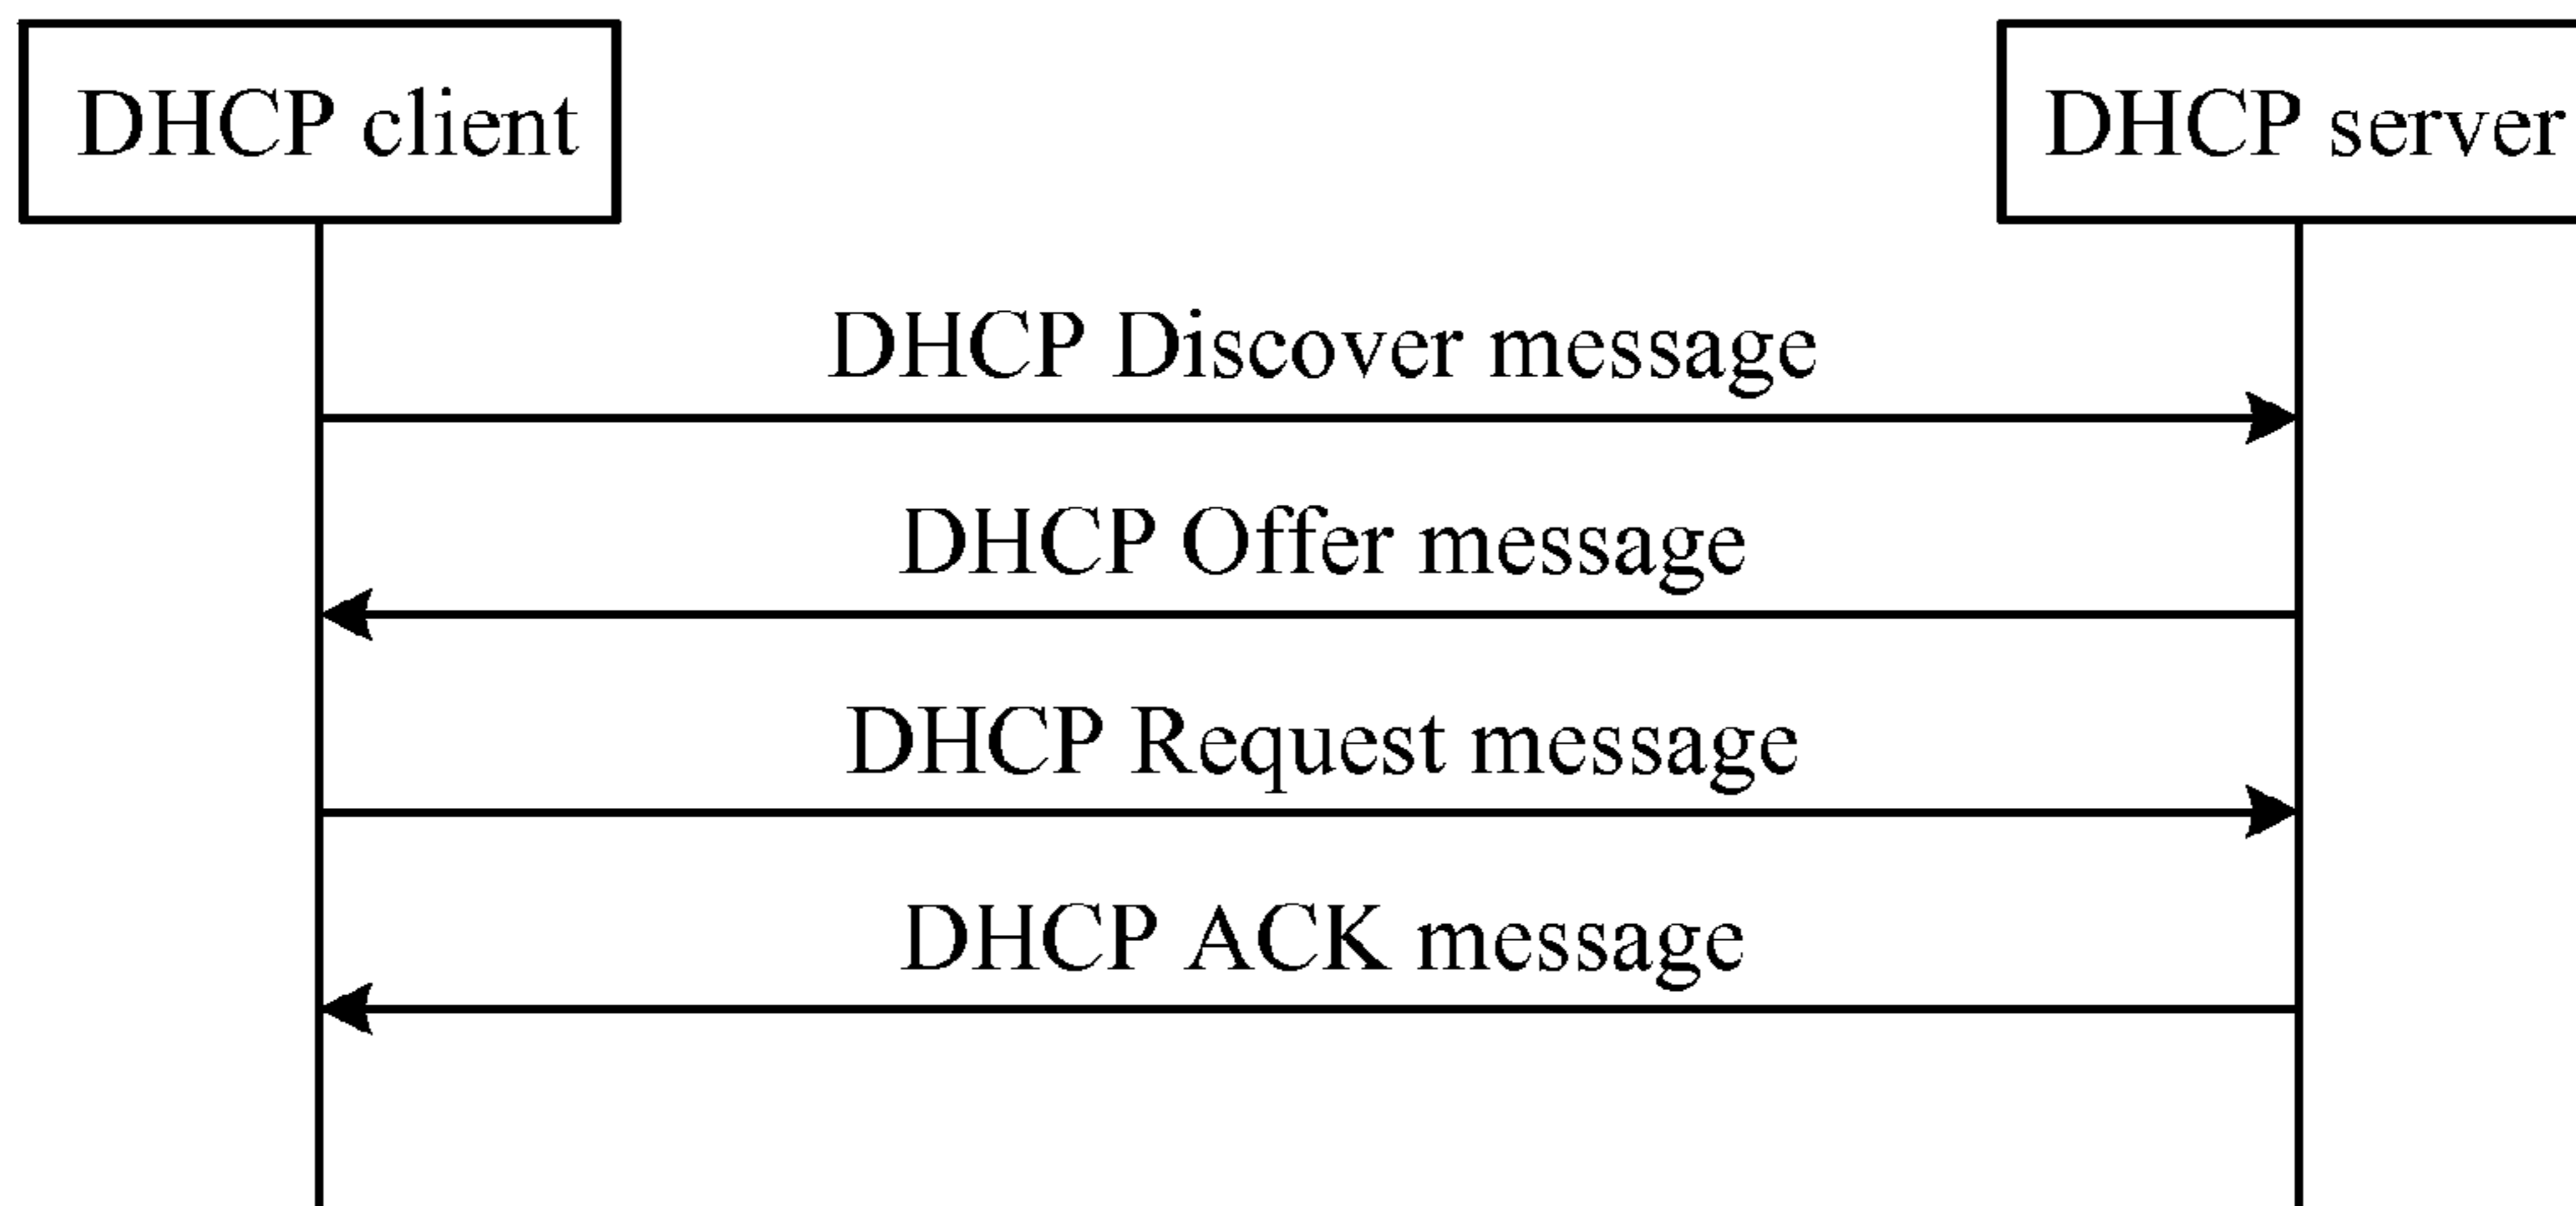 DHCP client
DHCP server
DHCP Discover message
DHCP Offer message
DHCP Request message
DHCP ACK message